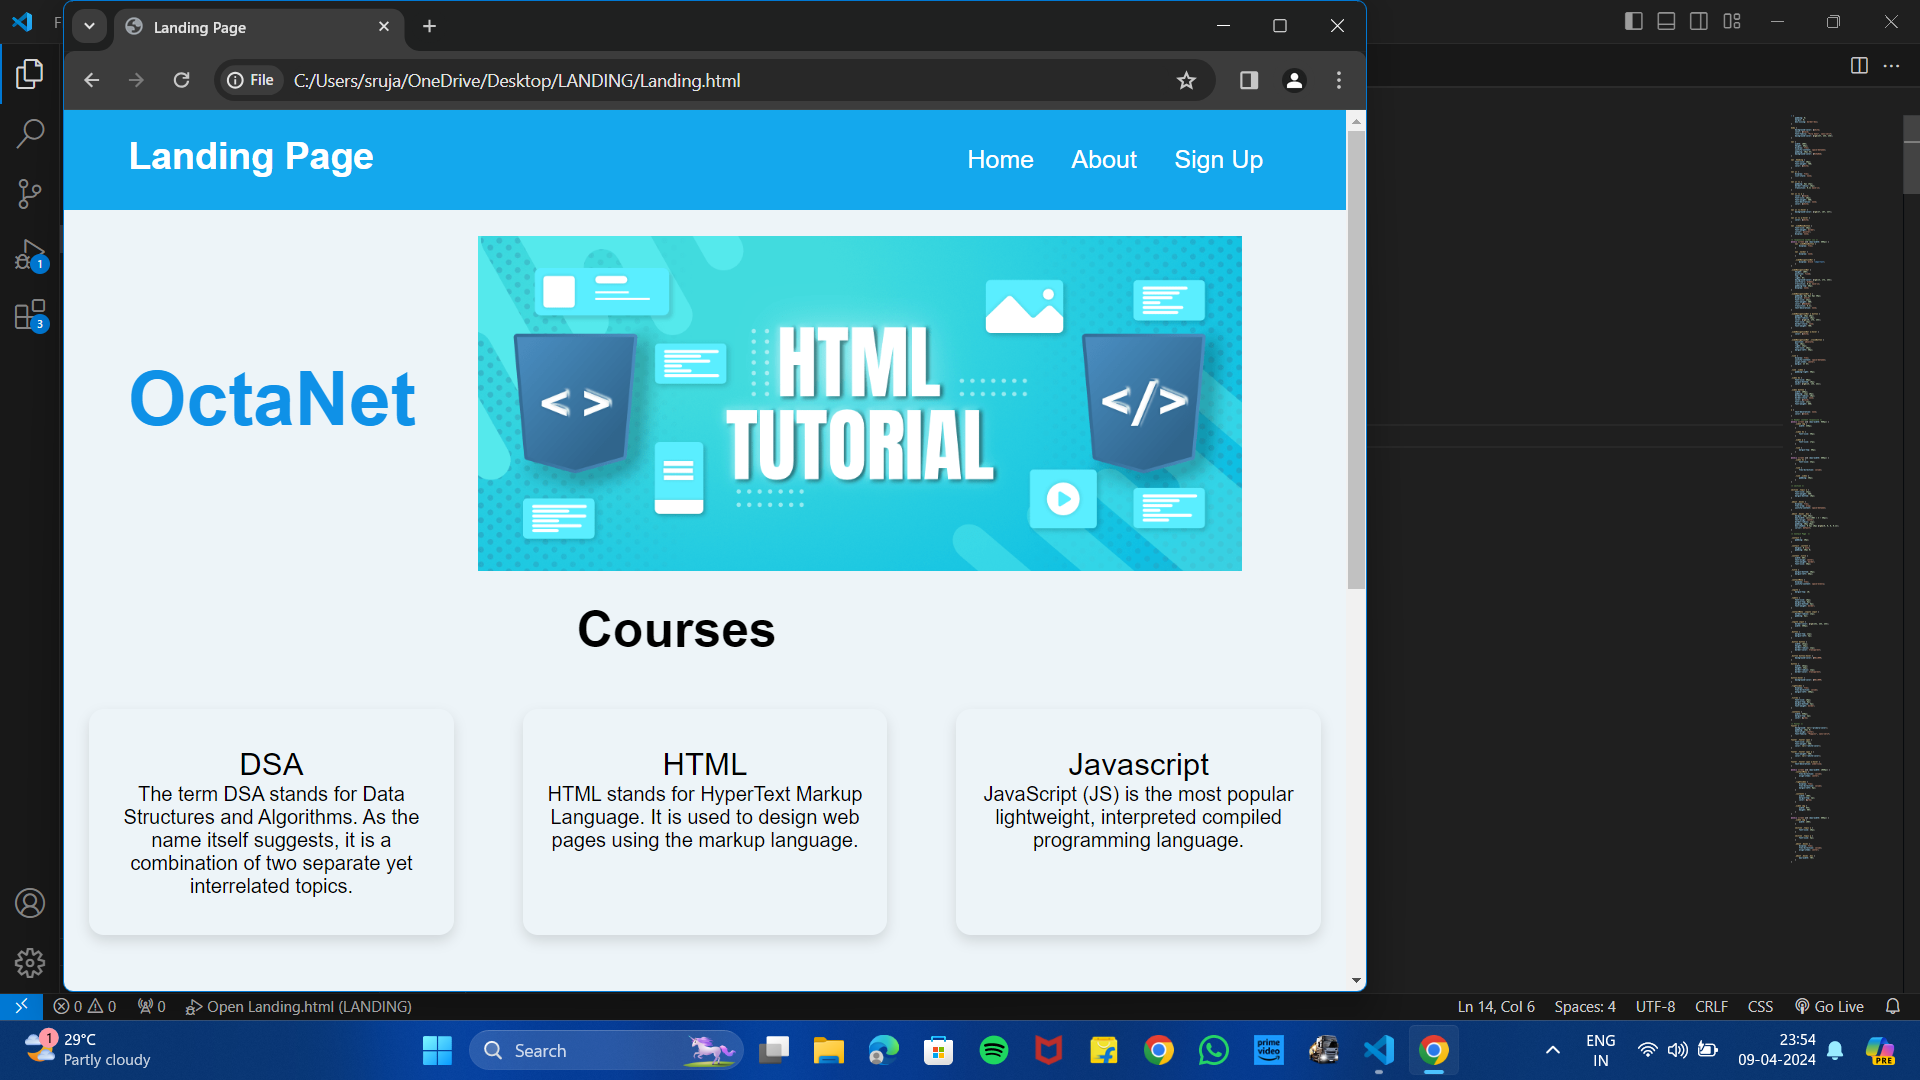 F
Landing Page
File
C:/Users/sruja/OneDrive/Desktop/LANDING/Landing.html
Landing Page
Home About Sign Up
OctaNet
< >
HTML
TUTORIAL
</>
Courses
DSA
The term DSA stands for Data
Structures and Algorithms. As the
name itself suggests, it is a
combination of two separate yet
interrelated topics.
HTML
HTML stands for HyperText Markup
Language. It is used to design web
pages using the markup language.
Javascript
JavaScript (JS) is the most popular
lightweight, interpreted compiled
programming language.
1
3
0 0 0 Open Landing.html (LANDING)
Ln 14, Col 6 Spaces: 4 UTF-8 CRLF CSS Go Live
1
29°C
Partly cloudy
Search
prime
video
ENG
IN
23:54
09-04-2024
PRE